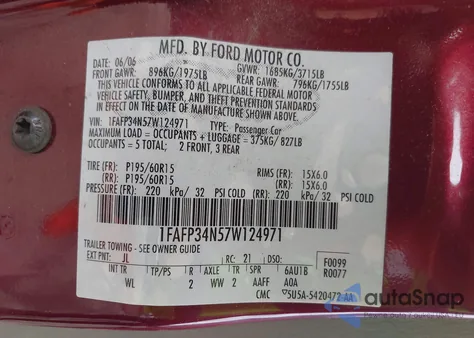 MFD. BY FORD MOTOR CO.
DATE: 06/06 GVWR: 1685KG/3715LB
FRONT GAWR: 896KG/1975LB REAR GAWR: 796KG/1755LB
THIS VEHICLE CONFORMS TO ALL APPLICABLE FEDERAL MOTOR
VEHICLE SAFETY, BUMPER, AND THEFT PREVENTION STANDARDS
IN EFFECT ON THE DATE OF MANUFACTURE SHOWN ABOVE.
VIN: 1FAFP34N57W124971 TYPE: Passenger Car
MAXIMUM LOAD = OCCUPANTS + LUGGAGE = 375KG/ 827LB
OCCUPANTS = 5 TOTAL; 2 FRONT, 3 REAR
TIRE (FR): P195/60R15 RIMS (FR): 15X6.0
(RR): P195/60R15 (RR): 15X6.0
PRESSURE (FR): 220 kPa/ 32 PSI COLD (RR): 220 kPa/ 32 PSI COLD
1FAFP34N57W124971
TRAILER TOWING - SEE OWNER GUIDE
EXT PNT: JL RC: 21 DSO: F0099
R0077
INT TR TP/PS R AXLE TR SPR 6AU1B
WL 2 WW 2 AAFF A0A
CMC 5U5A-5420472-AA
autoSnap